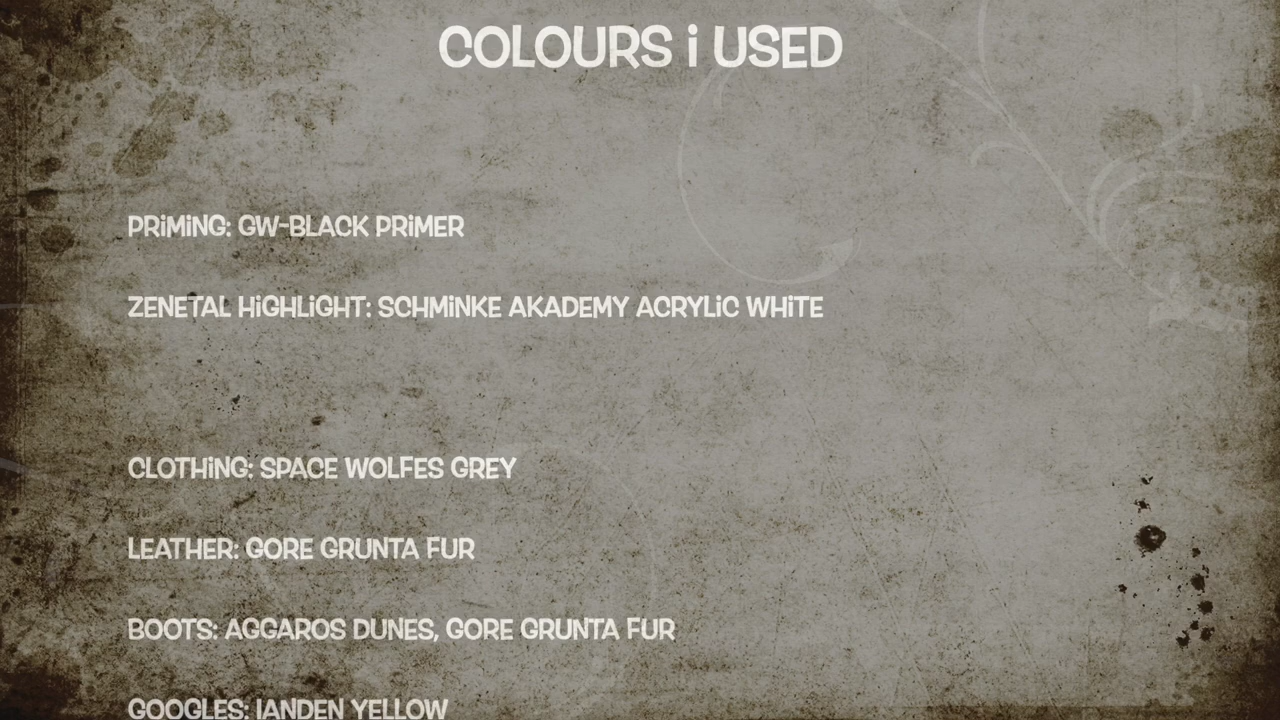 COLOURS i USED
PRiMiNG: GW-BLACK PRiMER
ZENETAL HiGHLiGHT: SCHMiNKE AKADEMY ACRYLiC WHiTE
CLOTHiNG: SPACE WOLFES GREY
LEATHER: GORE GRUNTA FUR
BOOTS: AGGAROS DUNES, GORE GRUNTA FUR
GOOGLES: IANDEN YELLOW